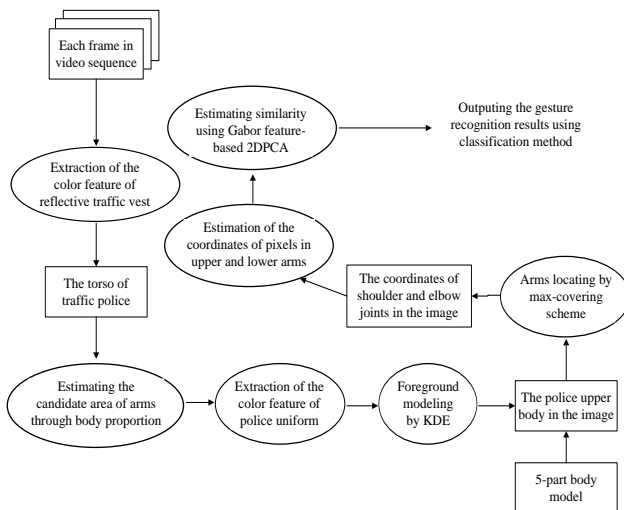 Each frame in
video sequence
Extraction of the
color feature of
reflective traffic vest
The torso of
traffic police
Estimating the
candidate area of arms
through body proportion
Extraction of the
color feature of
police uniform
Foreground
modeling
by KDE
The police upper
body in the image
5-part body
model
Arms locating by
max-covering
scheme
The coordinates of
shoulder and elbow
joints in the image
Estimation of the
coordinates of pixels in
upper and lower arms
Estimating similarity
using Gabor feature-
based 2DPCA
Outputing the gesture
recognition results using
classification method